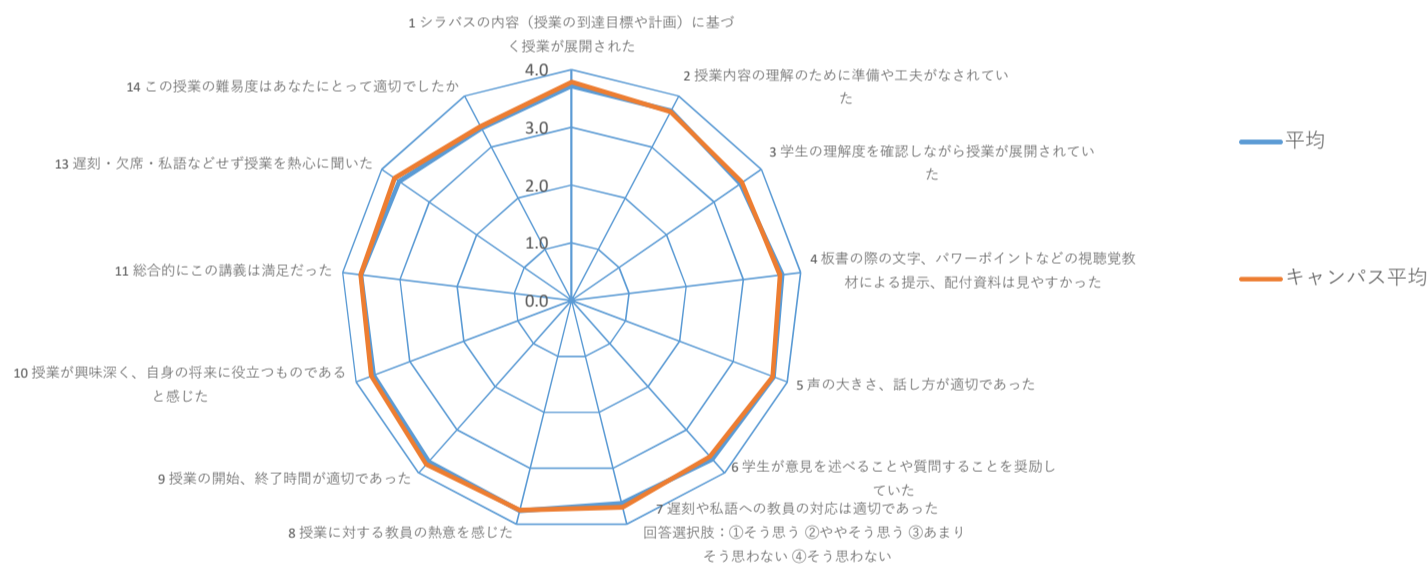 1 シラバスの内容（授業の到達目標や計画）に基づ
く授業が展開された
2 授業内容の理解のために準備や工夫がなされてい
た
3 学生の理解度を確認しながら授業が展開されてい
た
4 板書の際の文字、パワーポイントなどの視聴覚教
材による提示、配付資料は見やすかった
5 声の大きさ、話し方が適切であった
6 学生が意見を述べることや質問することを奨励し
ていた
7 遅刻や私語への教員の対応は適切であった
回答選択肢：①そう思う ②ややそう思う ③あまり
そう思わない ④そう思わない
8 授業に対する教員の熱意を感じた
9 授業の開始、終了時間が適切であった
10 授業が興味深く、自身の将来に役立つものである
と感じた
11 総合的にこの講義は満足だった
13 遅刻・欠席・私語などせず授業を熱心に聞いた
14 この授業の難易度はあなたにとって適切でしたか
4.0
3.0
2.0
1.0
0.0
平均
キャンパス平均